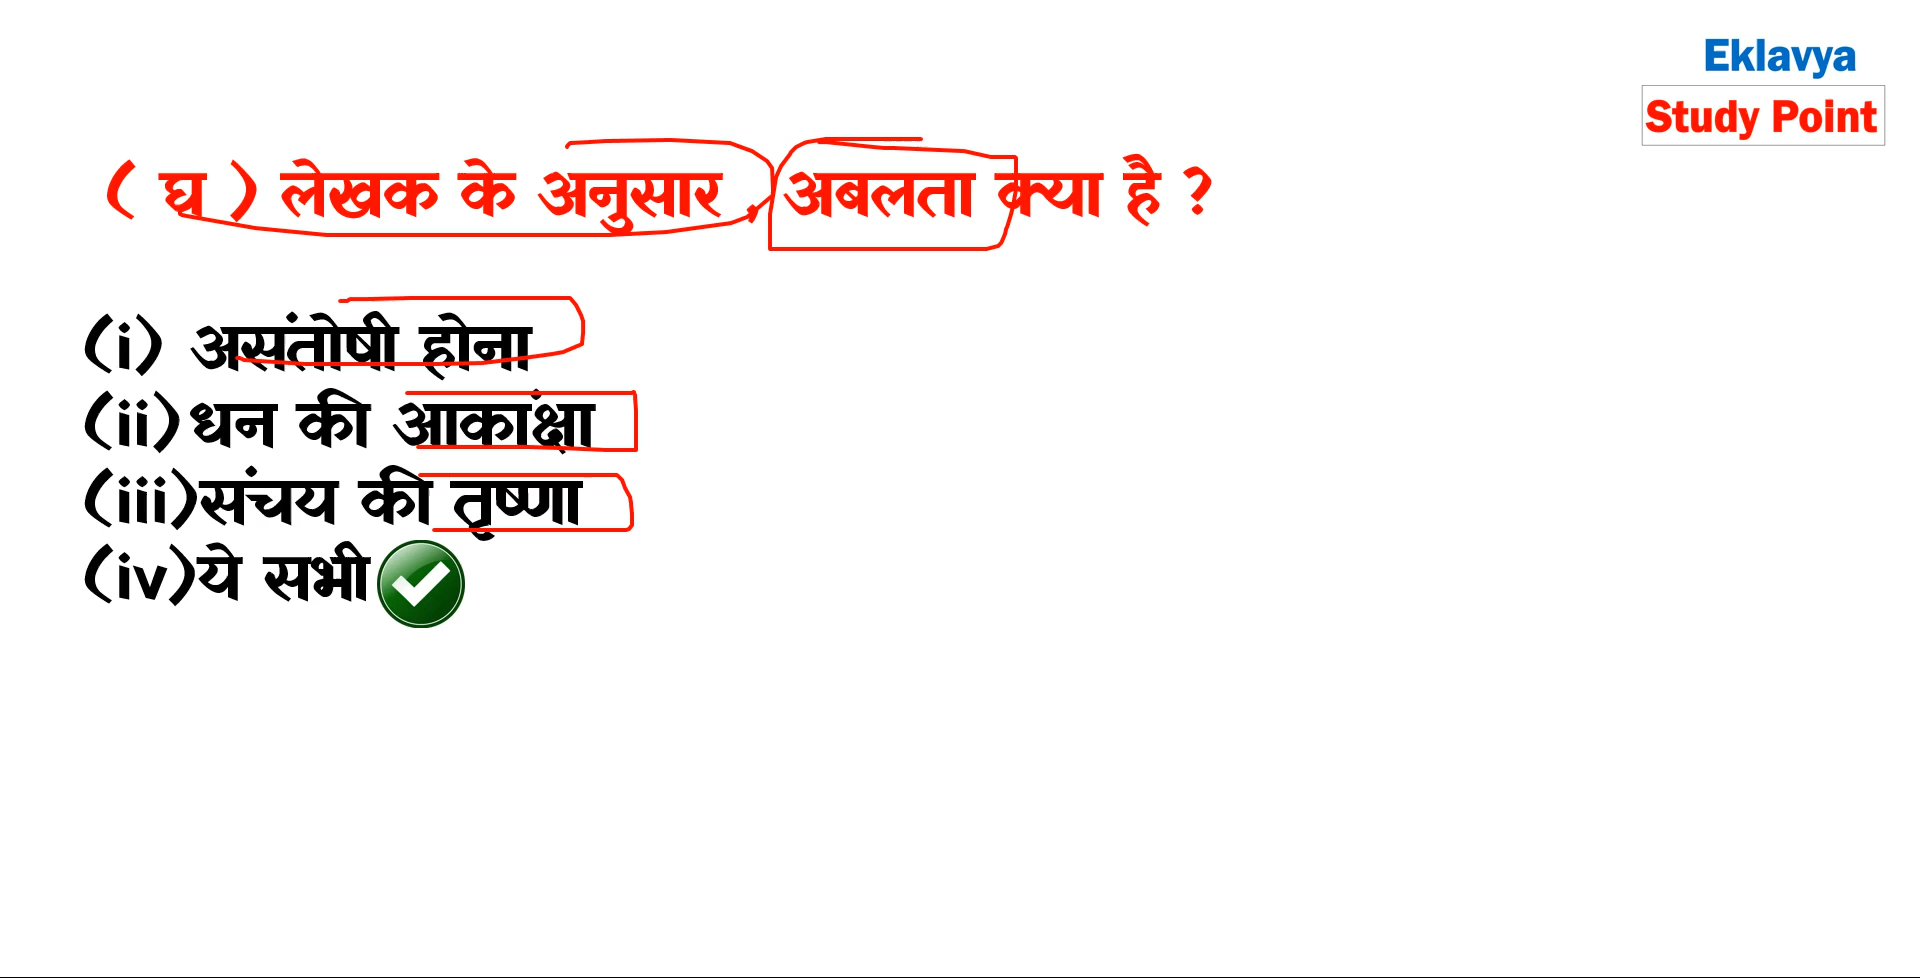 Eklavya
Study Point
( घ ) लेखक के अनुसार , अबलता क्या है ?
(i) असंतोषी होना
(ii) धन की आकांक्षा
(iii)संचय की तृष्णा
(iv)ये सभी